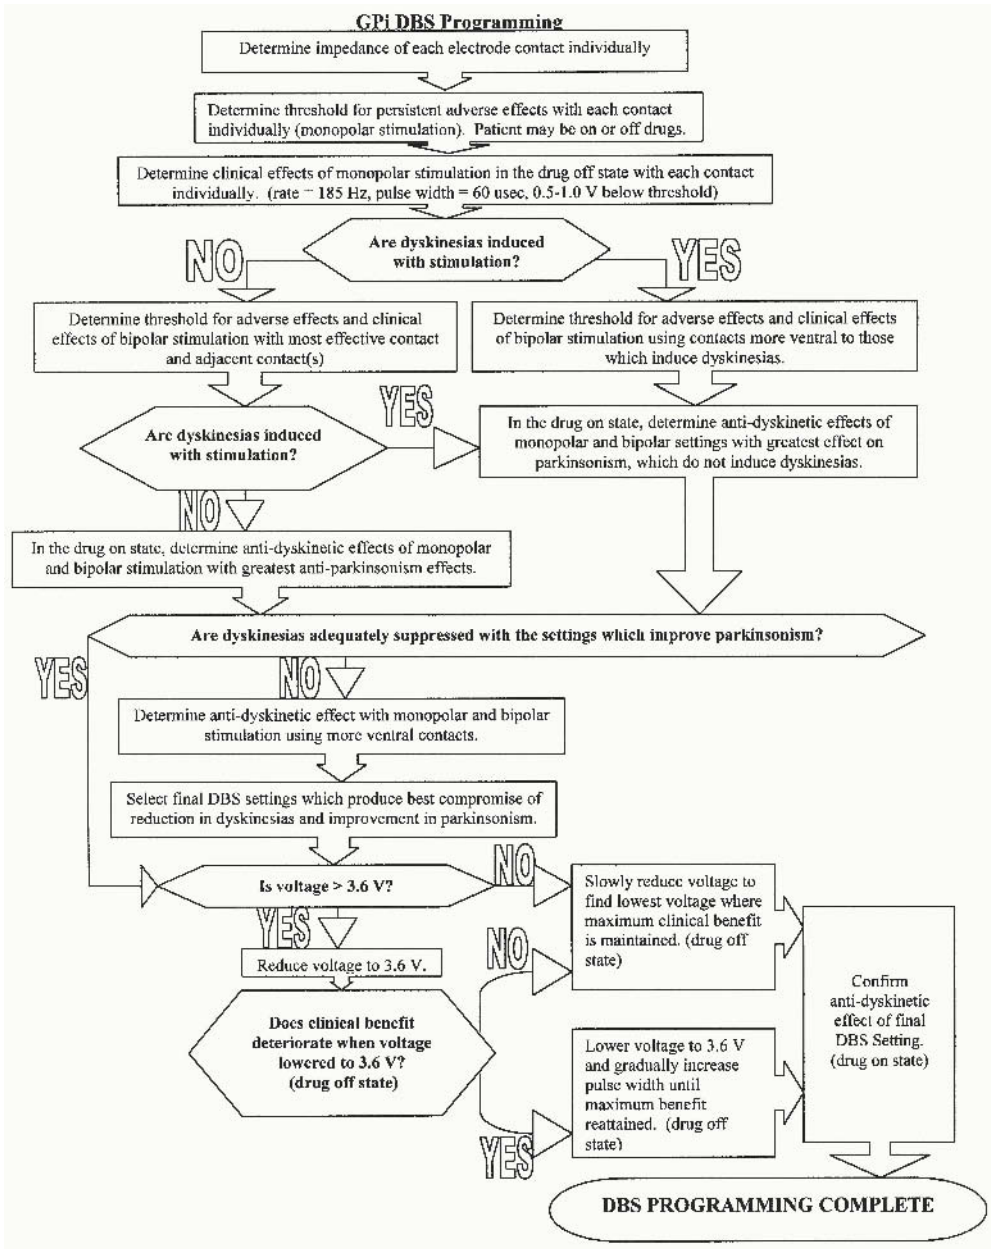 GPi DBS Programming
Determine impedance of each electrode contact individually
Determine threshold for persistent adverse effects with each contact
individually (monopolar stimulation). Patient may be on or off drugs.
Determine clinical effects of monopolar stimulation in the drug off state with each contact
individually. (rate = 185 Hz, pulse width = 60 usec, 0.5-1.0 V below threshold)
Are dyskinesias induced
with stimulation?
NO
YES
Determine threshold for adverse effects and clinical
effects of bipolar stimulation with most effective contact
and adjacent contact(s)
Determine threshold for adverse effects and clinical effects
of bipolar stimulation using contacts more ventral to those
which induce dyskinesias.
Are dyskinesias induced
with stimulation?
YES
In the drug on state, determine anti-dyskinetic effects of
monopolar and bipolar settings with greatest effect on
parkinsonism, which do not induce dyskinesias.
NO
In the drug on state, determine anti-dyskinetic effects of monopolar
and bipolar stimulation with greatest anti-parkinsonism effects.
Are dyskinesias adequately suppressed with the settings which improve parkinsonism?
YES
NO
Determine anti-dyskinetic effect with monopolar and bipolar
stimulation using more ventral contacts.
Select final DBS settings which produce best compromise of
reduction in dyskinesias and improvement in parkinsonism.
Is voltage > 3.6 V?
NO
Slowly reduce voltage to
find lowest voltage where
maximum clinical benefit
is maintained. (drug off
state)
YES
Reduce voltage to 3.6 V.
Does clinical benefit
deteriorate when voltage
lowered to 3.6 V?
(drug off state)
NO
YES
Lower voltage to 3.6 V
and gradually increase
pulse width until
maximum benefit
reattained. (drug off
state)
Confirm
anti-dyskinetic
effect of final
DBS Setting.
(drug on state)
DBS PROGRAMMING COMPLETE